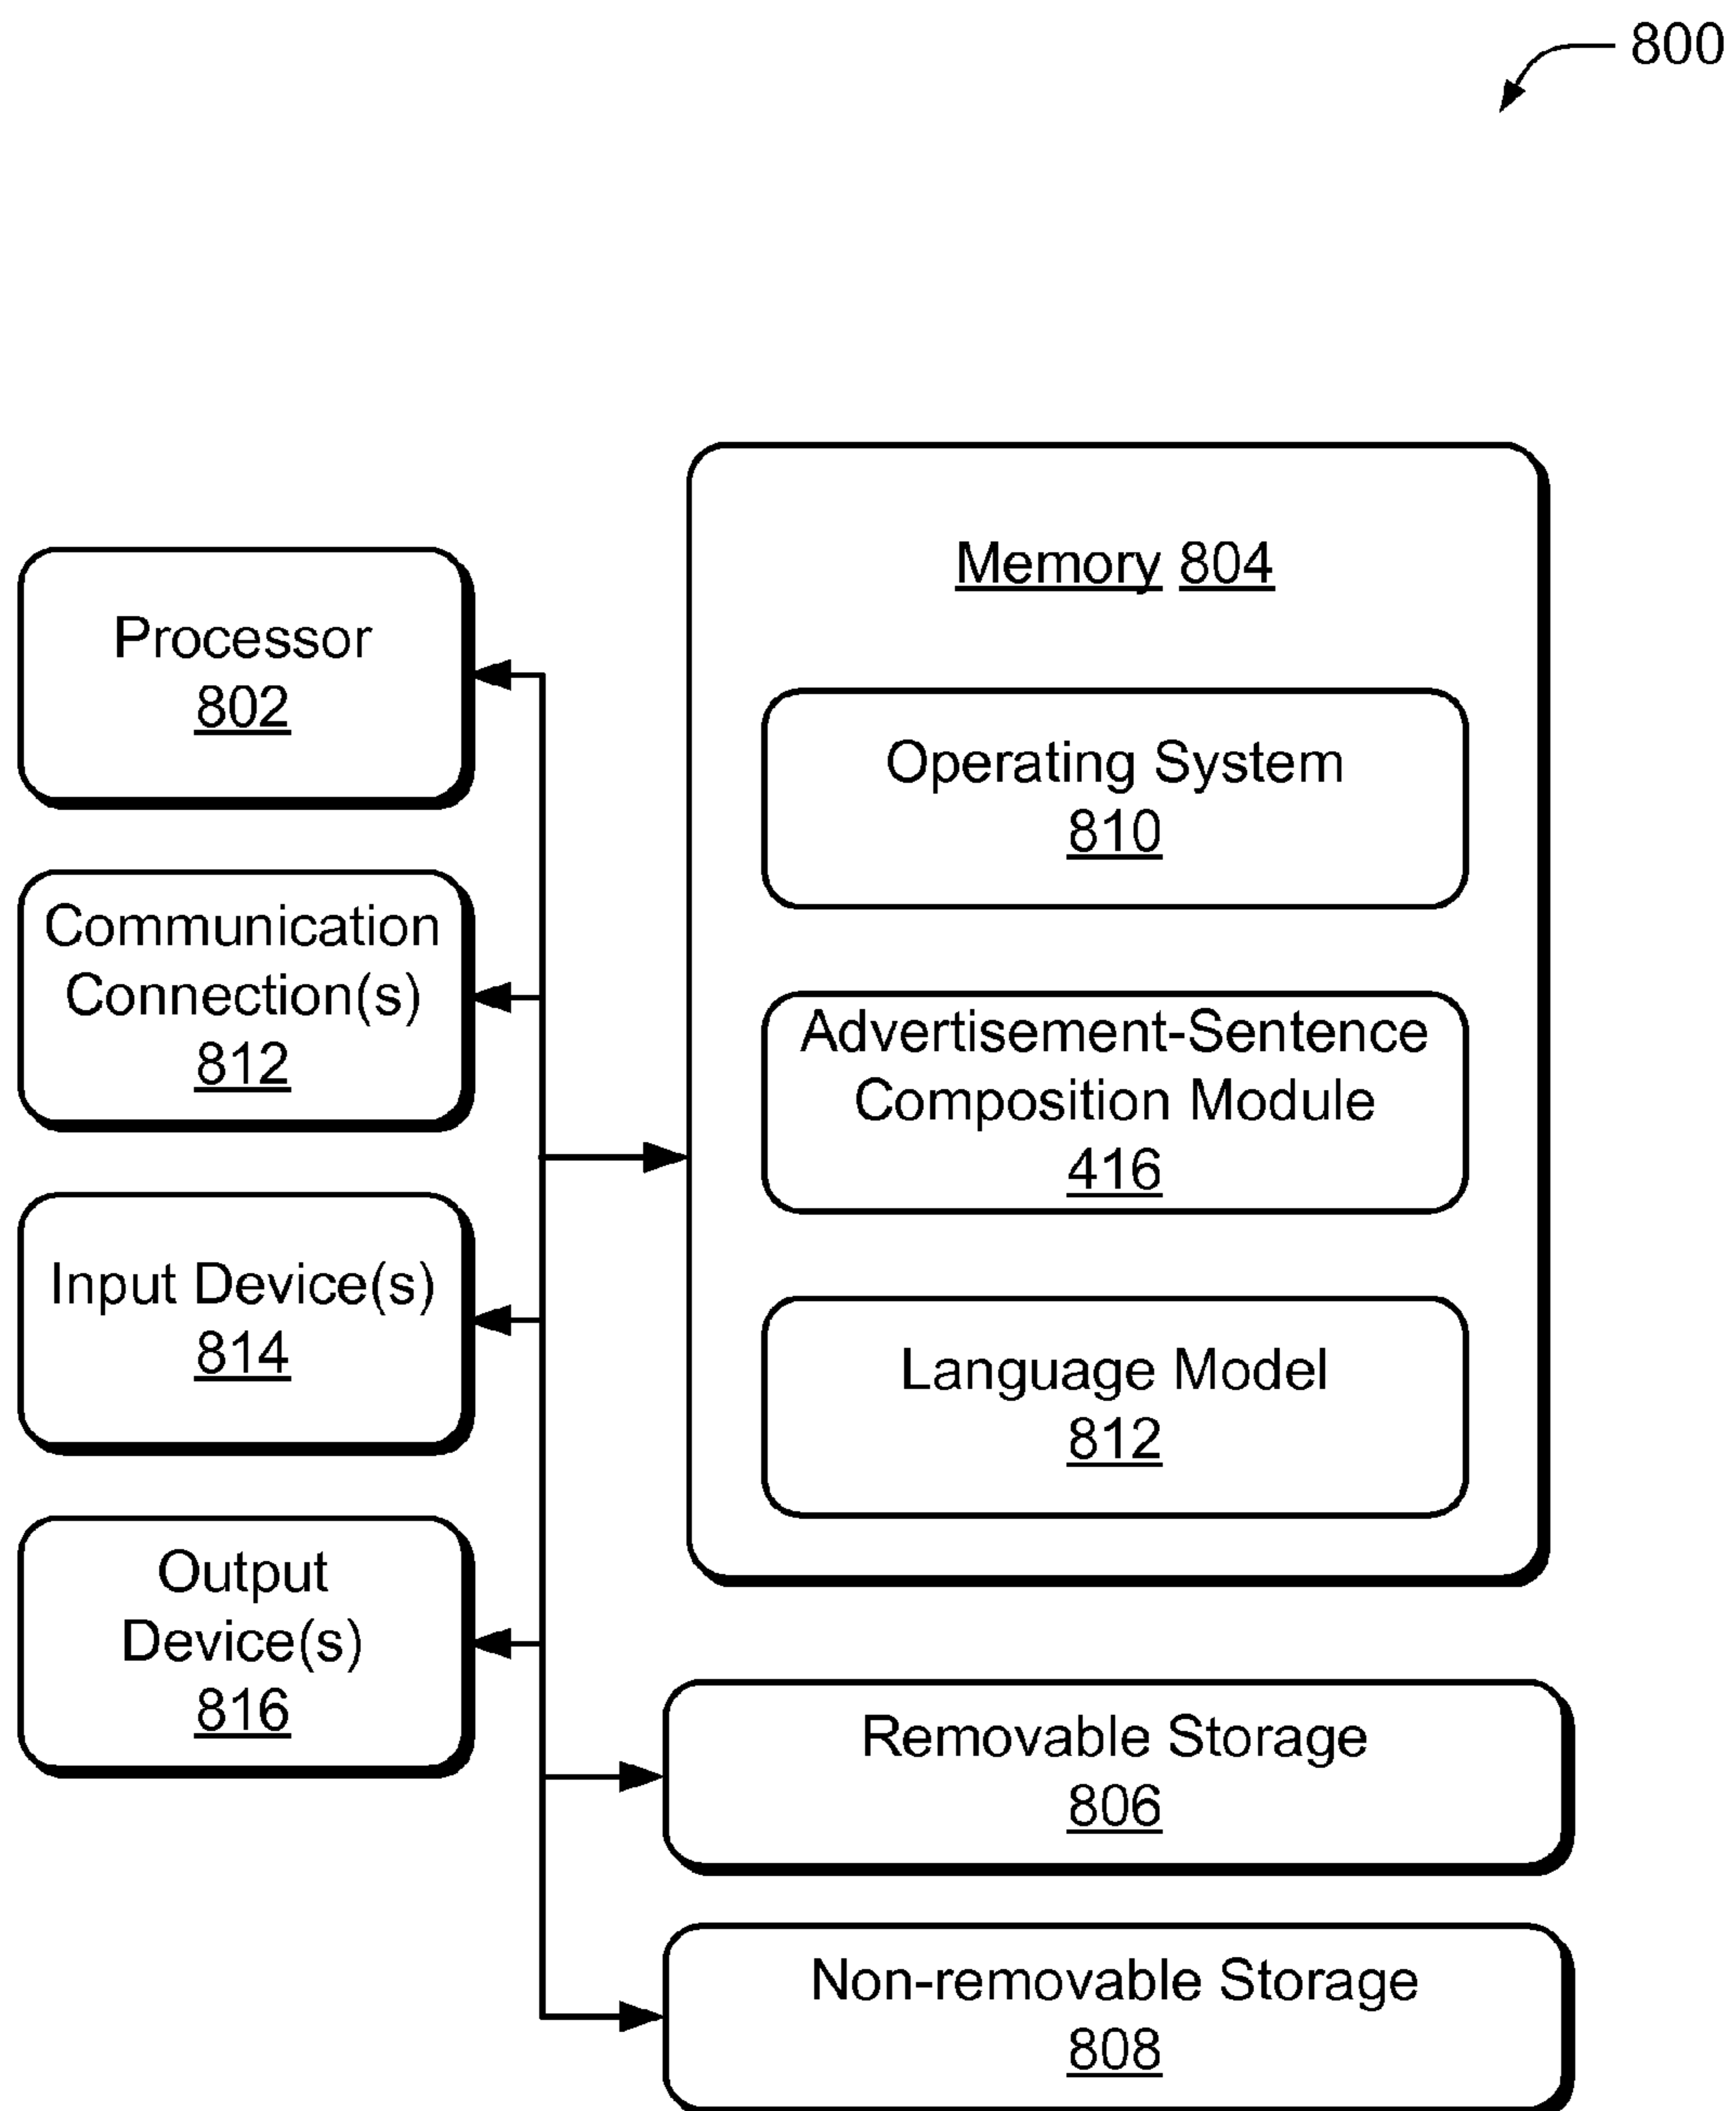 800
Processor
802
Communication
Connection(s)
812
Input Device(s)
814
Output
Device(s)
816
Memory 804
Operating System
810
Advertisement-Sentence
Composition Module
416
Language Model
812
Removable Storage
806
Non-removable Storage
808